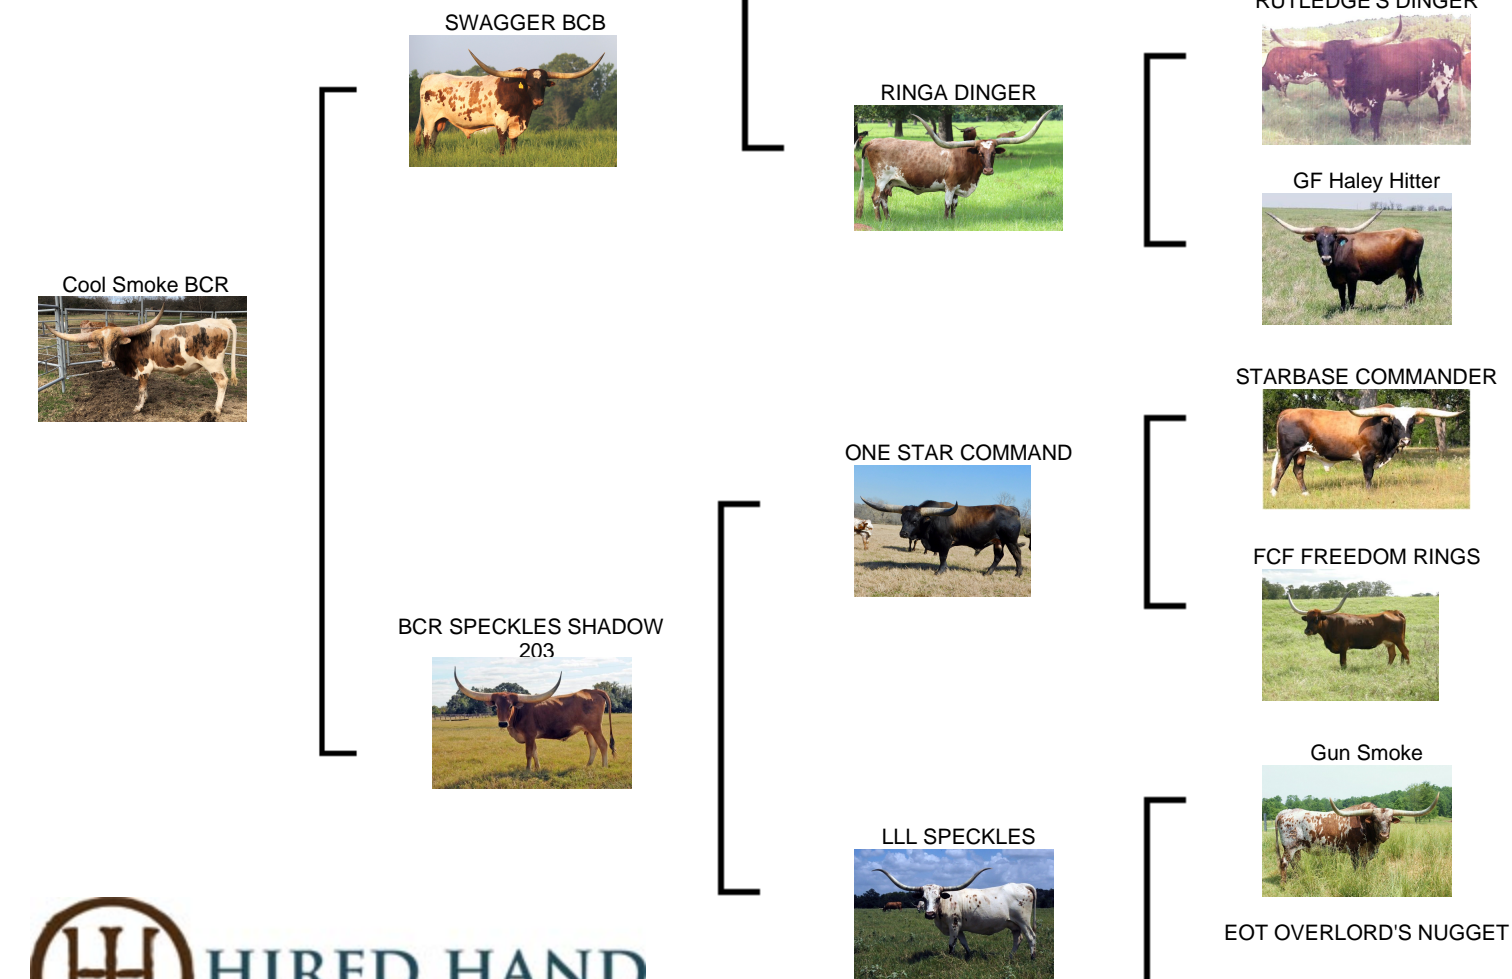 RUTLEDGE'S DINGER
SWAGGER BCB
RINGA DINGER
GF Haley Hitter
Cool Smoke BCR
STARBASE COMMANDER
ONE STAR COMMAND
FCF FREEDOM RINGS
BCR SPECKLES SHADOW
203
Gun Smoke
LLL SPECKLES
EOT OVERLORD'S NUGGET
HIRED HAND